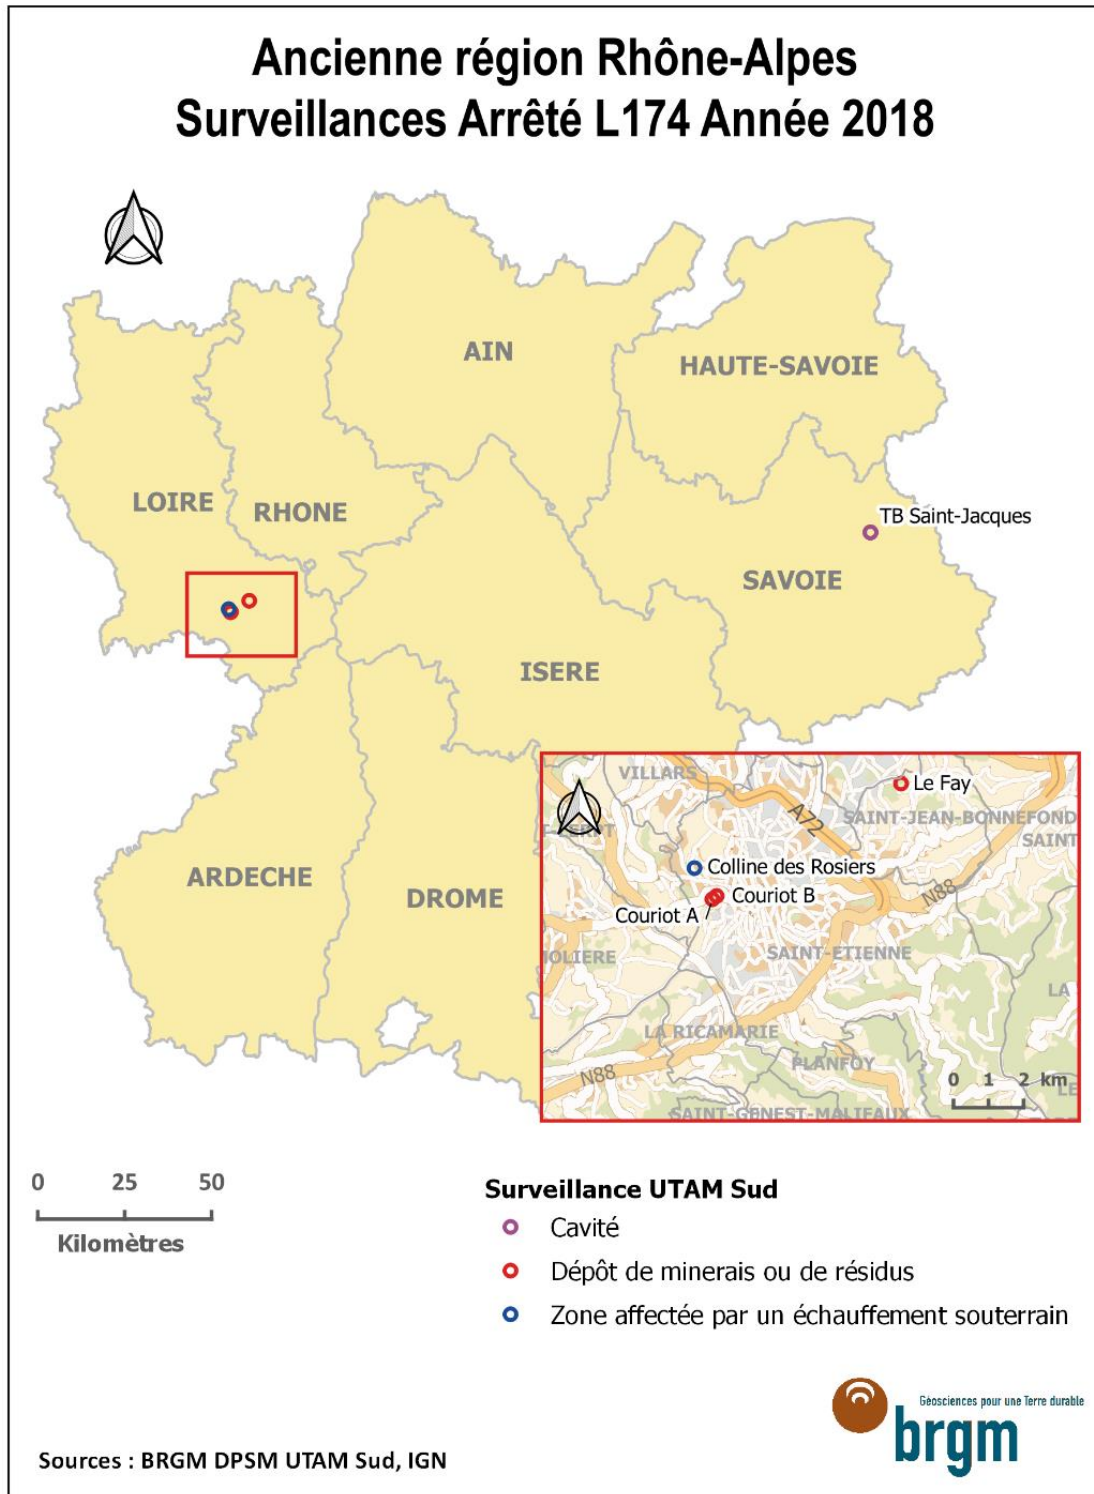 Ancienne région Rhône-Alpes
Surveillances Arrêté L174 Année 2018
AIN
HAUTE-SAVOIE
LOIRE
RHONE
TB Saint-Jacques
SAVOIE
ISERE
ARDECHE
DROME
VILLARS
A72
Le Fay
SAINT-JEAN-BONNEFOND
SAINT
Colline des Rosiers
Couriot B
Couriot A
N88
SAINT-ETIENNE
OLIERE
LA
LA RICAMARIE
PLANFOY
N88
SAINT-GENEST-MALIFAUX
0 1 2 km
LE
0 25 50
Kilomètres
Surveillance UTAM Sud
Cavité
Dépôt de minerais ou de résidus
Zone affectée par un échauffement souterrain
Géosciences pour une Terre durable
brgm
Sources : BRGM DPSM UTAM Sud, IGN